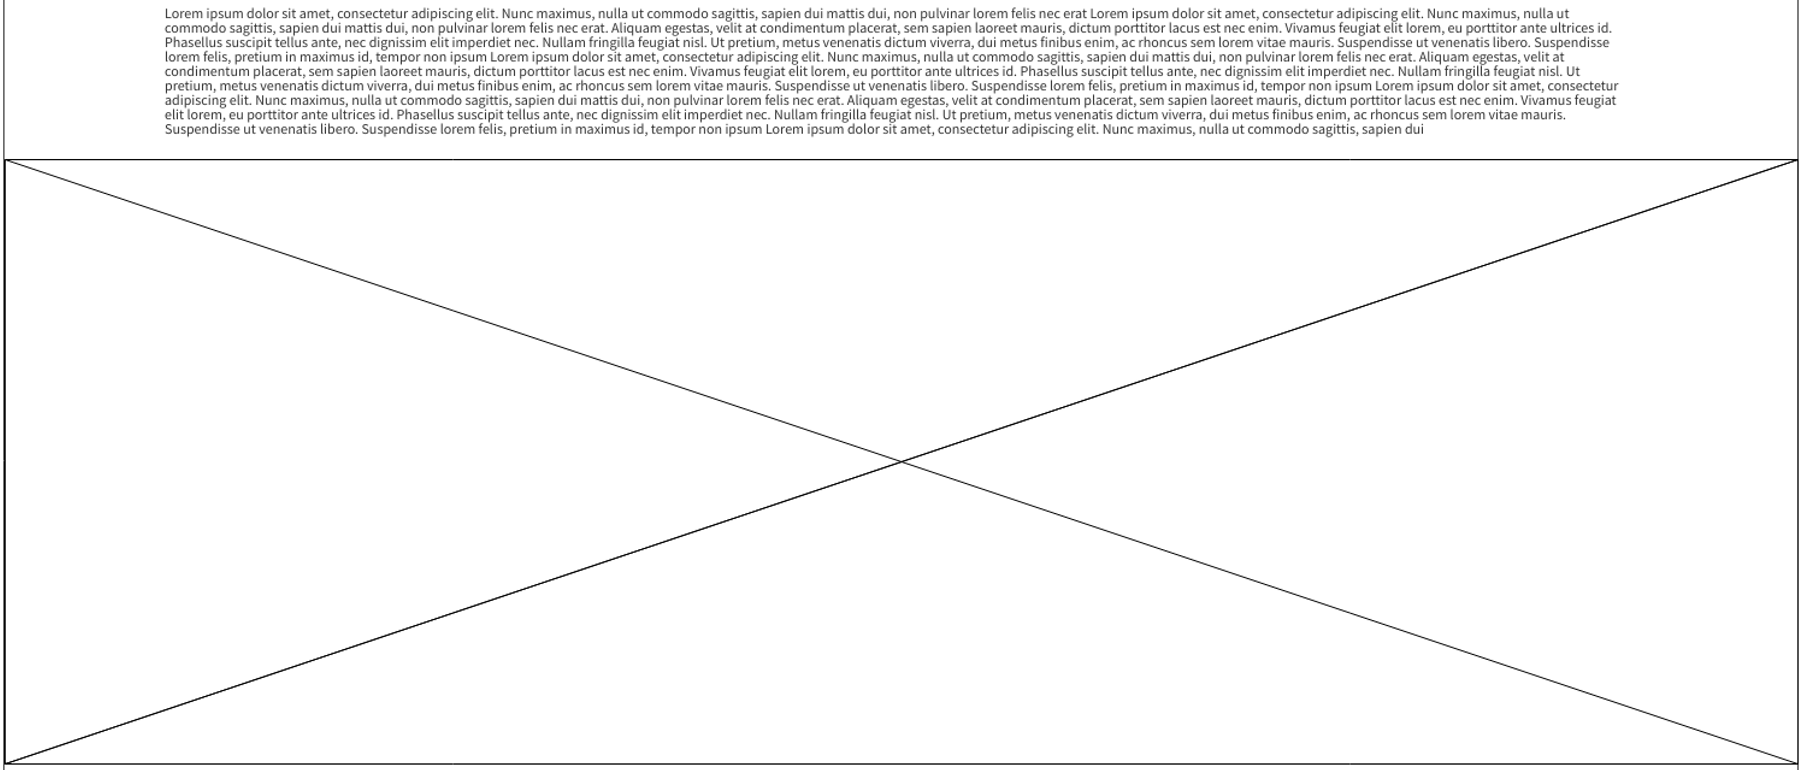 Lorem ipsum dolor sit amet, consectetur adipiscing elit. Nunc maximus, nulla ut commodo sagittis, sapien dui mattis dui, non pulvinar lorem felis nec erat Lorem ipsum dolor sit amet, consectetur adipiscing elit. Nunc maximus, nulla ut
commodo sagittis, sapien dui mattis dui, non pulvinar lorem felis nec erat. Aliquam egestas, velit at condimentum placerat, sem sapien laoreet mauris, dictum porttitor lacus est nec enim. Vivamus feugiat elit lorem, eu porttitor ante ultrices id.
Phasellus suscipit tellus ante, nec dignissim elit imperdiet nec. Nullam fringilla feugiat nisl. Ut pretium, metus venenatis dictum viverra, dui metus finibus enim, ac rhoncus sem lorem vitae mauris. Suspendisse ut venenatis libero. Suspendisse
lorem felis, pretium in maximus id, tempor non ipsum Lorem ipsum dolor sit amet, consectetur adipiscing elit. Nunc maximus, nulla ut commodo sagittis, sapien dui mattis dui, non pulvinar lorem felis nec erat. Aliquam egestas, velit at
condimentum placerat, sem sapien laoreet mauris, dictum porttitor lacus est nec enim. Vivamus feugiat elit lorem, eu porttitor ante ultrices id. Phasellus suscipit tellus ante, nec dignissim elit imperdiet nec. Nullam fringilla feugiat nisl. Ut
pretium, metus venenatis dictum viverra, dui metus finibus enim, ac rhoncus sem lorem vitae mauris. Suspendisse ut venenatis libero. Suspendisse lorem felis, pretium in maximus id, tempor non ipsum Lorem ipsum dolor sit amet, consectetur
adipiscing elit. Nunc maximus, nulla ut commodo sagittis, sapien dui mattis dui, non pulvinar lorem felis nec erat. Aliquam egestas, velit at condimentum placerat, sem sapien laoreet mauris, dictum porttitor lacus est nec enim. Vivamus feugiat
elit lorem, eu porttitor ante ultrices id. Phasellus suscipit tellus ante, nec dignissim elit imperdiet nec. Nullam fringilla feugiat nisl. Ut pretium, metus venenatis dictum viverra, dui metus finibus enim, ac rhoncus sem lorem vitae mauris.
Suspendisse ut venenatis libero. Suspendisse lorem felis, pretium in maximus id, tempor non ipsum Lorem ipsum dolor sit amet, consectetur adipiscing elit. Nunc maximus, nulla ut commodo sagittis, sapien dui